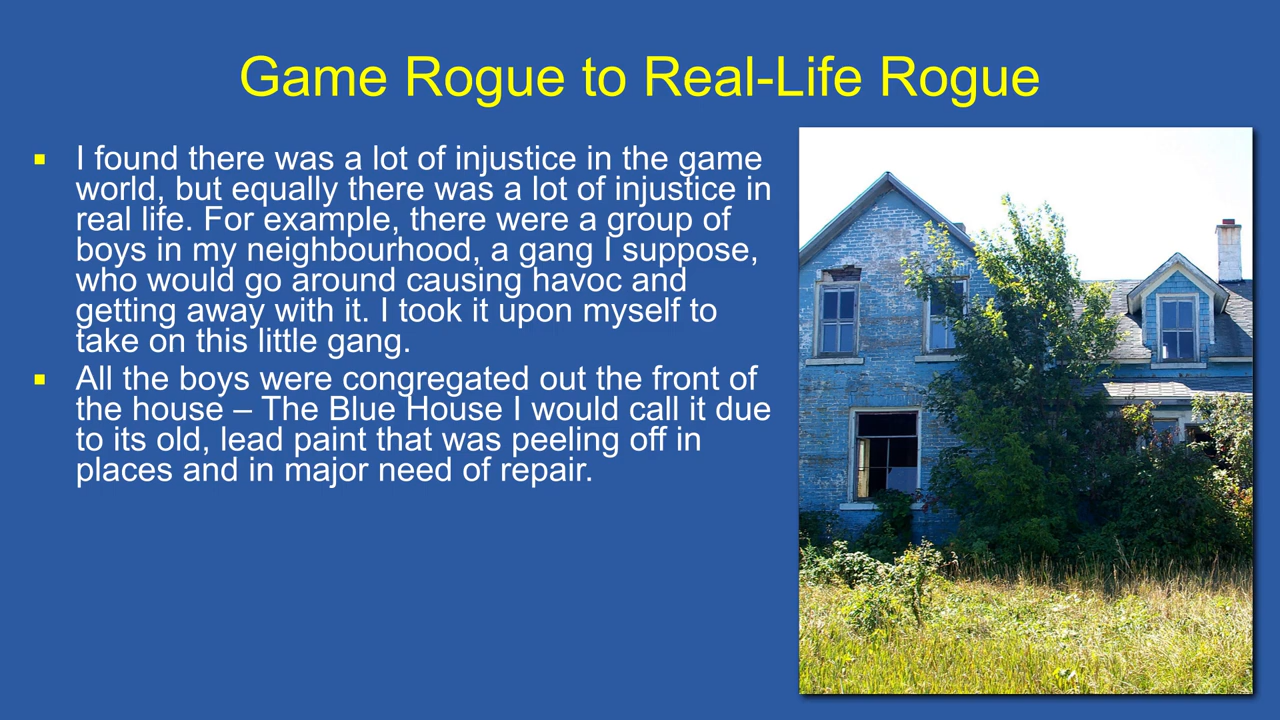 Game Rogue to Real-Life Rogue
I found there was a lot of injustice in the game
world, but equally there was a lot of injustice in
real life. For example, there were a group of
boys in my neighbourhood, a gang I suppose,
who would go around causing havoc and
getting away with it. I took it upon myself to
take on this little gang.
All the boys were congregated out the front of
the house – The Blue House I would call it due
to its old, lead paint that was peeling off in
places and in major need of repair.